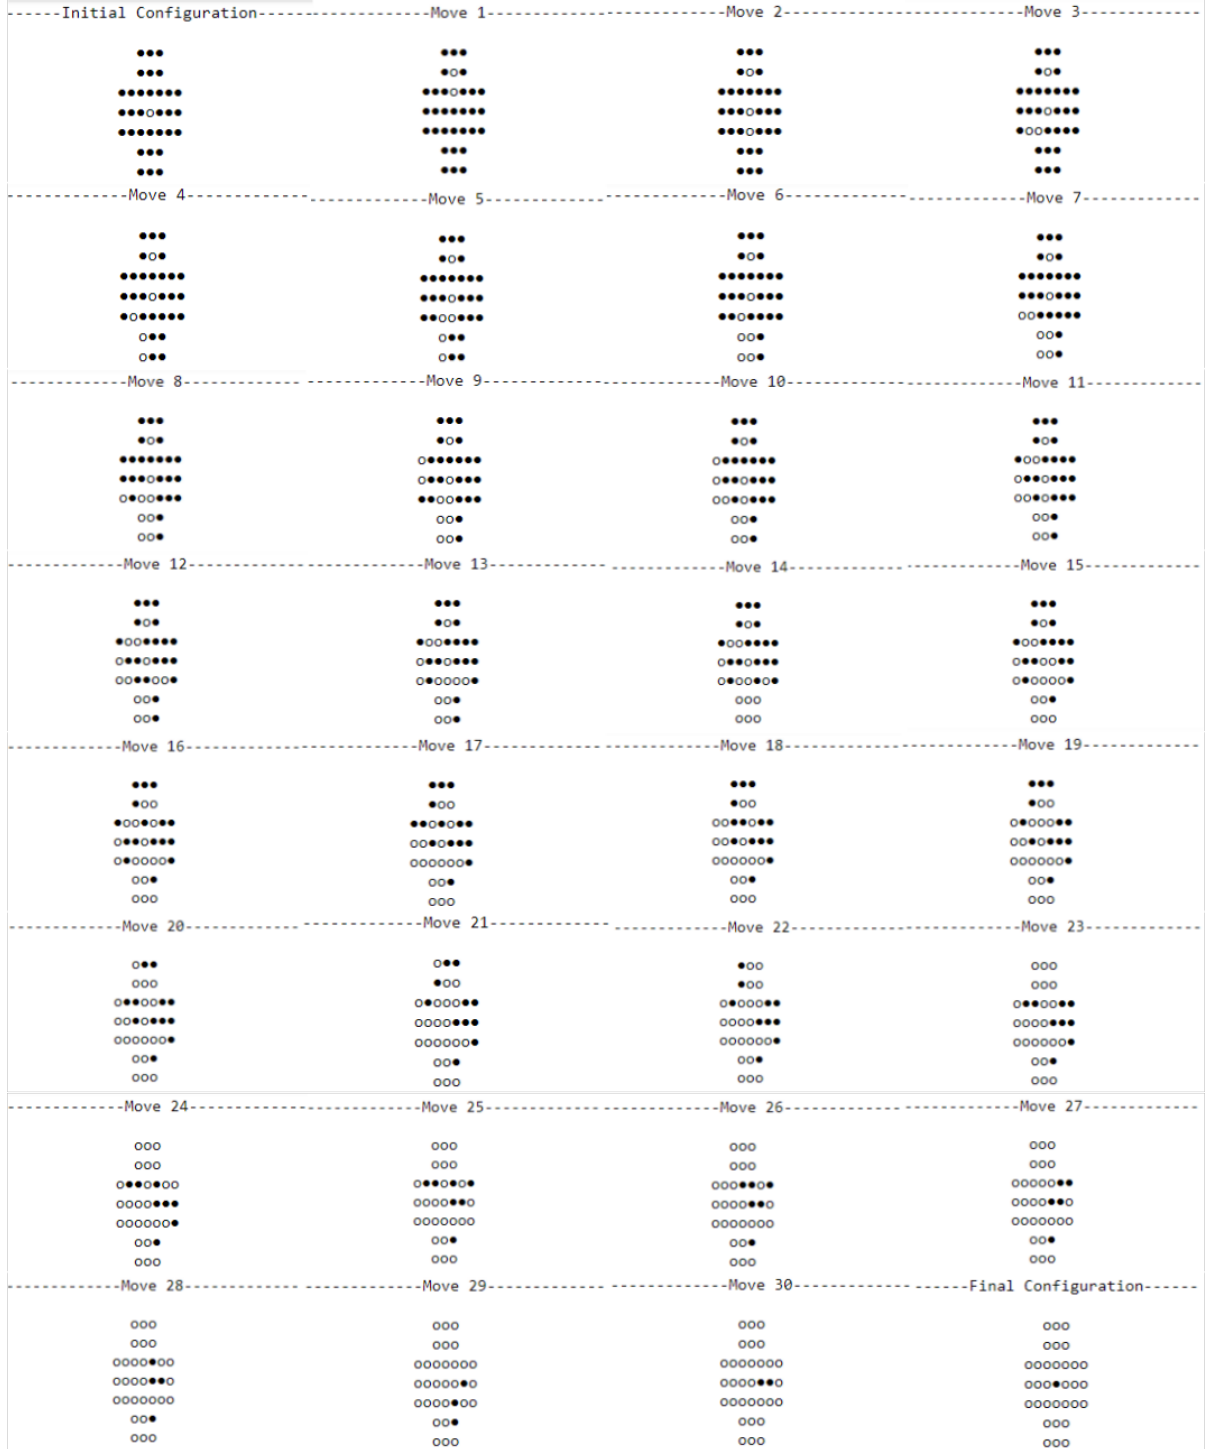 ------Initial Configuration------
------------Move 1------------
------------Move 2------------
------------Move 3------------
------------Move 4------------
------------Move 5------------
------------Move 6------------
------------Move 7------------
------------Move 8------------
------------Move 9------------
------------Move 10------------
------------Move 11------------
------------Move 12------------
------------Move 13------------
------------Move 14------------
------------Move 15------------
------------Move 16------------
------------Move 17------------
------------Move 18------------
------------Move 19------------
------------Move 20------------
------------Move 21------------
------------Move 22------------
------------Move 23------------
------------Move 24------------
------------Move 25------------
------------Move 26------------
------------Move 27------------
------------Move 28------------
------------Move 29------------
------------Move 30------------
------Final Configuration------